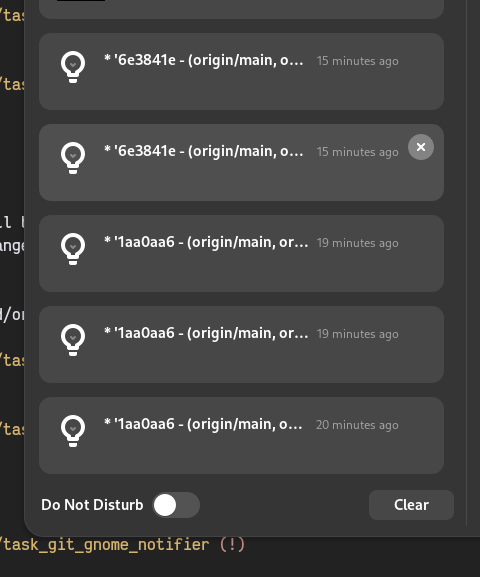 /tas
* '6e3841e - (origin/main, o... 15 minutes ago
/tas
* '6e3841e - (origin/main, o... 15 minutes ago
* '1aa0aa6 - (origin/main, or... 19 minutes ago
ange
d/or
* '1aa0aa6 - (origin/main, or... 19 minutes ago
/tas
* '1aa0aa6 - (origin/main, o... 20 minutes ago
/tas
Do Not Disturb
Clear
/task_git_gnome_notifier (!)